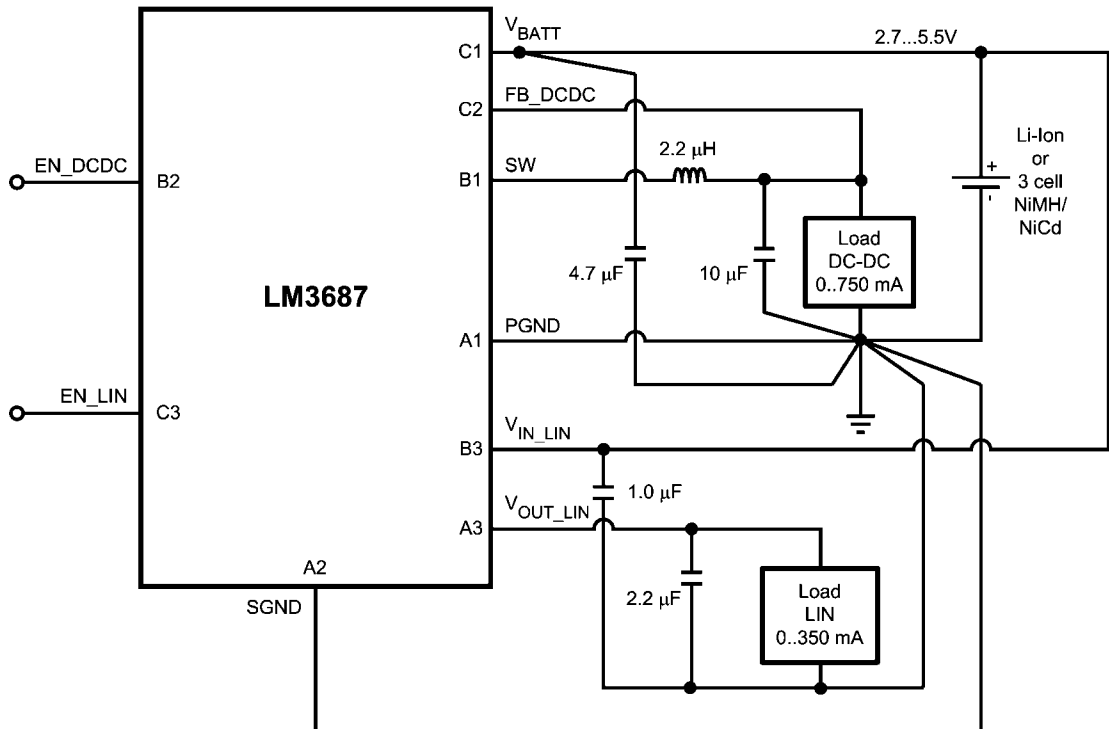 V_BATT
C1
2.7...5.5V
FB_DCDC
C2
2.2 μH
Li-Ion
or
3 cell
NiMH/
NiCd
+
-
EN_DCDC
B2
SW
B1
Load
DC-DC
0..750 mA
4.7 μF
10 μF
LM3687
PGND
A1
EN_LIN
C3
V_IN_LIN
B3
1.0 μF
V_OUT_LIN
A3
A2
2.2 μF
Load
LIN
0..350 mA
SGND